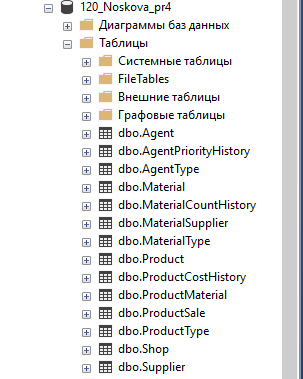 120_Noskova_pr4
Диаграммы баз данных
Таблицы
Системные таблицы
FileTables
Внешние таблицы
Графовые таблицы
dbo.Agent
dbo.AgentPriorityHistory
dbo.AgentType
dbo.Material
dbo.MaterialCountHistory
dbo.MaterialSupplier
dbo.MaterialType
dbo.Product
dbo.ProductCostHistory
dbo.ProductMaterial
dbo.ProductSale
dbo.ProductType
dbo.Shop
dbo.Supplier